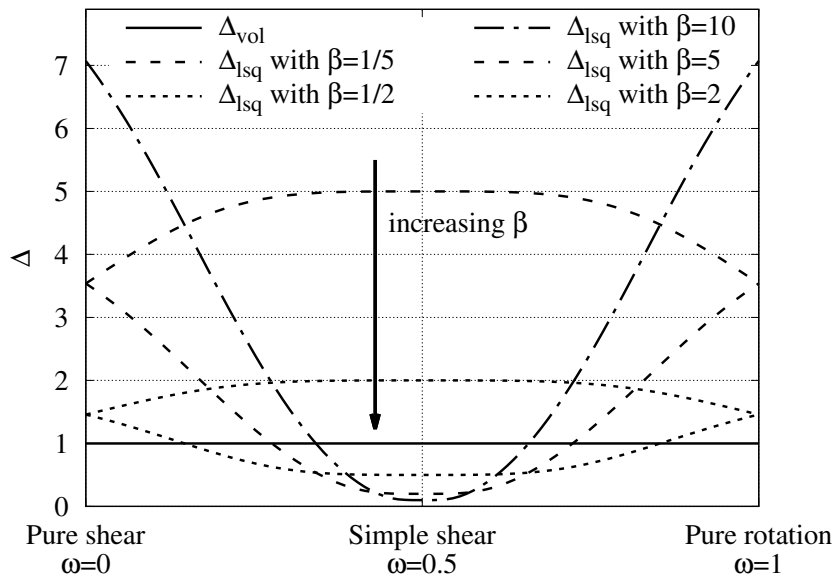 Δvol
Δlsq with β=1/5
Δlsq with β=1/2
Δlsq with β=10
Δlsq with β=5
Δlsq with β=2
7
6
5
4
3
2
1
0
Δ
increasing β
Pure shear
ω=0
Simple shear
ω=0.5
Pure rotation
ω=1